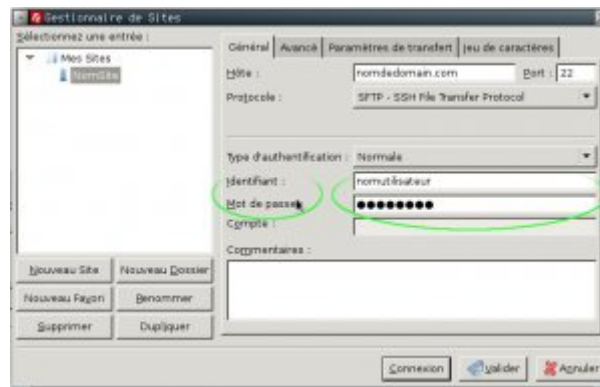 Gestionnaire de Sites
Sélectionnez une entrée :
Mes Sites
NomSite
Nouveau Site
Nouveau Dossier
Nouveau Favori
Renommer
Supprimer
Dupliquer
Général
Avancé
Paramètres de transfert
Jeu de caractères
Hôte :
nomdedomain.com
Port :
22
Protocole :
SFTP - SSH File Transfer Protocol
Type d'authentification :
Normale
Identifiant :
nomutilisateur
Mot de passe
●●●●●●●●
Compte :
Commentaires :
Connexion
Valider
Annuler